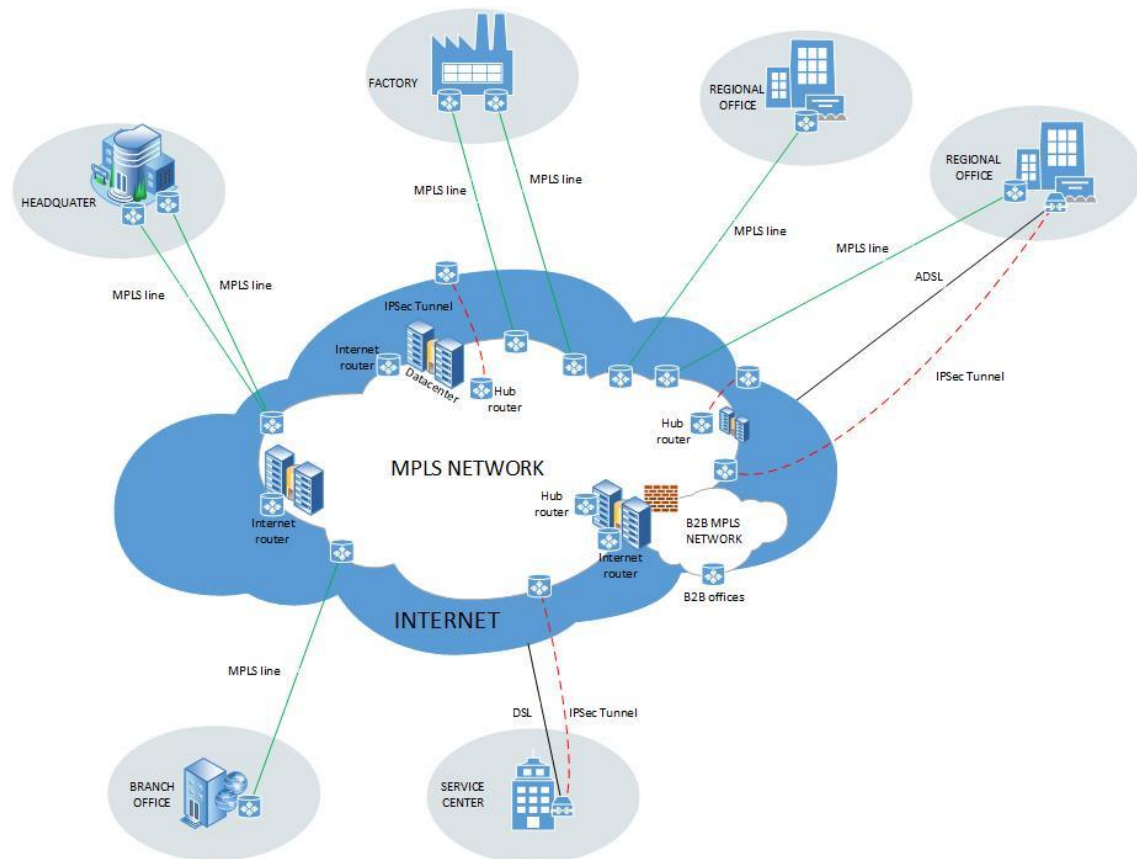 FACTORY
REGIONAL
OFFICE
REGIONAL
OFFICE
HEADQUATER
MPLS line
MPLS line
MPLS line
MPLS line
MPLS line
MPLS line
ADSL
IPSec Tunnel
IPSec Tunnel
Internet
router
Datacenter
Hub
router
Hub
router
MPLS NETWORK
Hub
router
Internet
router
Internet
router
B2B MPLS
NETWORK
B2B offices
INTERNET
MPLS line
DSL
IPSec Tunnel
BRANCH
OFFICE
SERVICE
CENTER